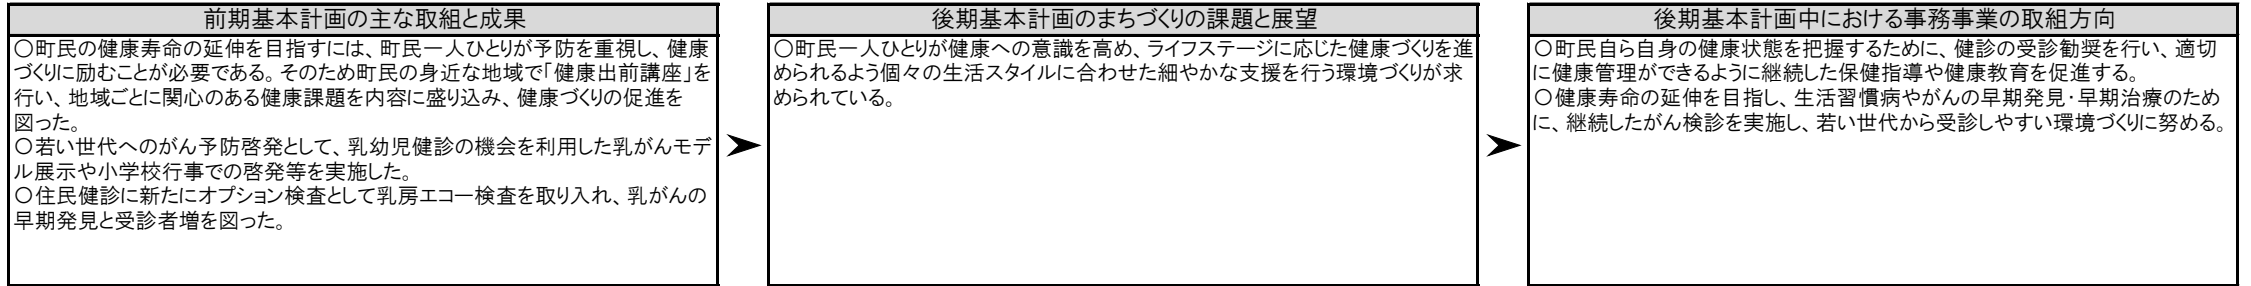 前期基本計画の主な取組と成果
○町民の健康寿命の延伸を目指すには、町民一人ひとりが予防を重視し、健康
づくりに励むことが必要である。そのため町民の身近な地域で「健康出前講座」を
行い、地域ごとに関心のある健康課題を内容に盛り込み、健康づくりの促進を
図った。
○若い世代へのがん予防啓発として、乳幼児健診の機会を利用した乳がんモデ
ル展示や小学校行事での啓発等を実施した。
○住民健診に新たにオプション検査として乳房エコー検査を取り入れ、乳がんの
早期発見と受診者増を図った。
後期基本計画のまちづくりの課題と展望
○町民一人ひとりが健康への意識を高め、ライフステージに応じた健康づくりを進
められるよう個々の生活スタイルに合わせた細やかな支援を行う環境づくりが求
められている。
後期基本計画中における事務事業の取組方向
○町民自ら自身の健康状態を把握するために、健診の受診勧奨を行い、適切
に健康管理ができるように継続した保健指導や健康教育を促進する。
○健康寿命の延伸を目指し、生活習慣病やがんの早期発見・早期治療のため
に、継続したがん検診を実施し、若い世代から受診しやすい環境づくりに努める。